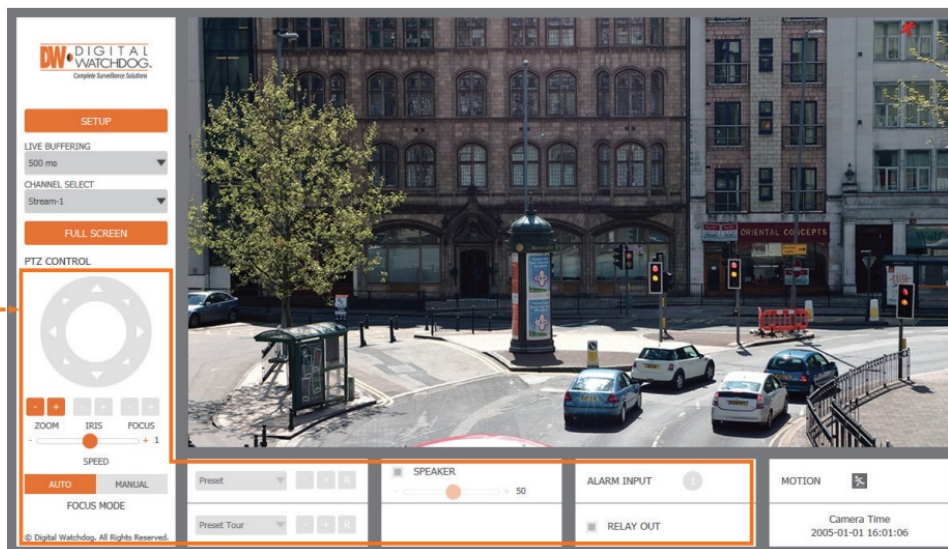 DW DIGITAL
WATCHDOG.
Complete Surveillance Solutions
SETUP
LIVE BUFFERING
500 ms
CHANNEL SELECT
Stream-1
FULL SCREEN
PTZ CONTROL
- + - + - +
ZOOM IRIS FOCUS
- + 1
SPEED
AUTO MANUAL
FOCUS MODE
© Digital Watchdog. All Rights Reserved.
ORIENTAL CONCEPTS
Preset - + R
Preset Tour - + R
SPEAKER
- + 50
ALARM INPUT 1
RELAY OUT
MOTION
Camera Time
2005-01-01 16:01:06